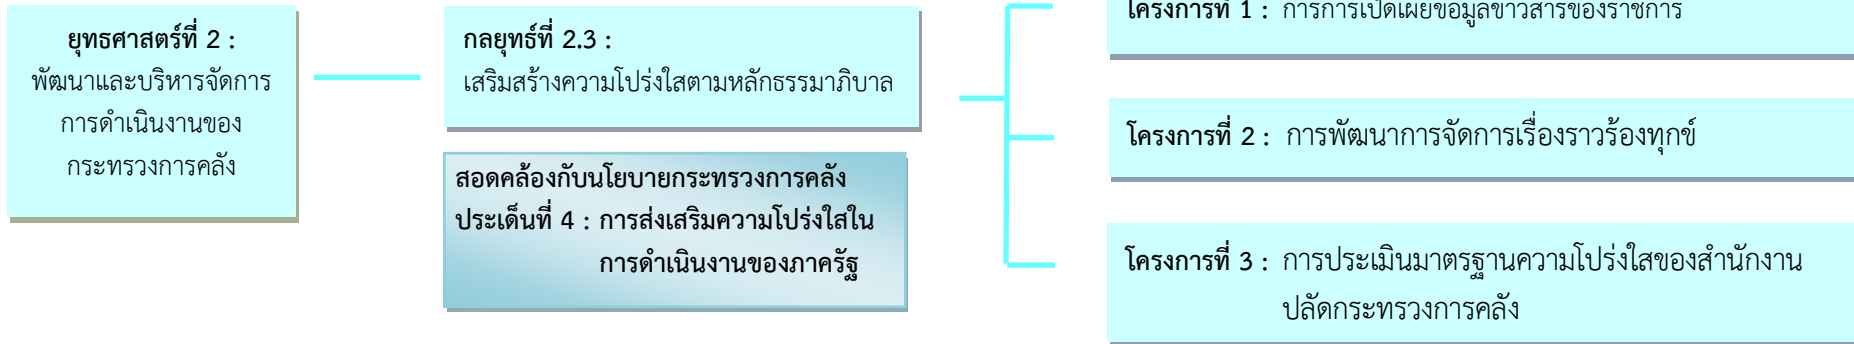 ยุทธศาสตร์ที่ 2 :
พัฒนาและบริหารจัดการ
การดำเนินงานของ
กระทรวงการคลัง
กลยุทธ์ที่ 2.3 :
เสริมสร้างความโปร่งใสตามหลักธรรมาภิบาล
สอดคล้องกับนโยบายกระทรวงการคลัง
ประเด็นที่ 4 : การส่งเสริมความโปร่งใสใน
การดำเนินงานของภาครัฐ
โครงการที่ 1 : การการเปิดเผยข้อมูลข่าวสารของราชการ
โครงการที่ 2 : การพัฒนาการจัดการเรื่องราวร้องทุกข์
โครงการที่ 3 : การประเมินมาตรฐานความโปร่งใสของสำนักงาน
ปลัดกระทรวงการคลัง